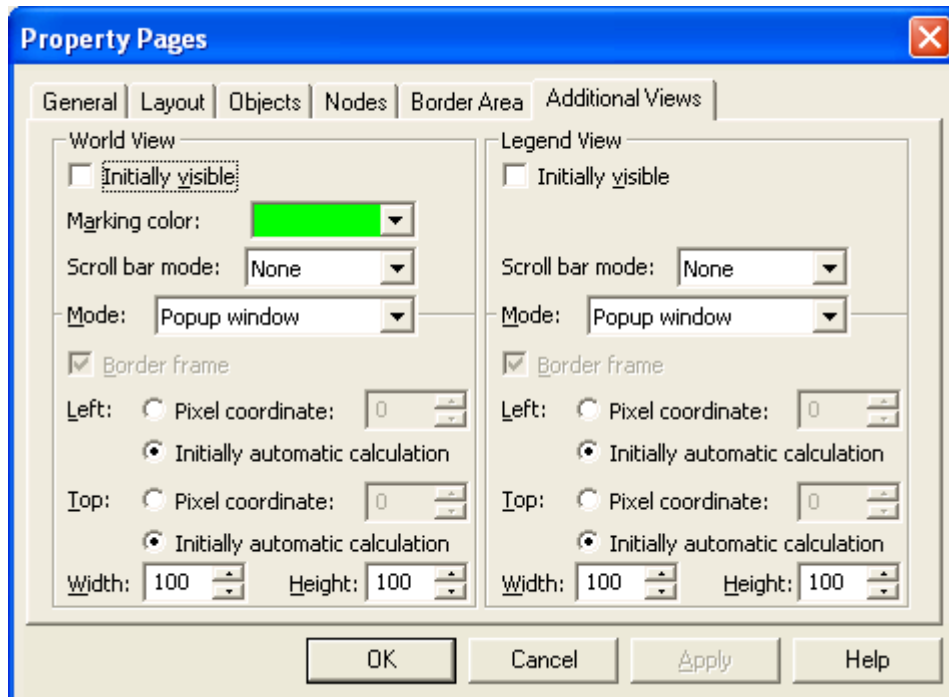 Property Pages
General Layout Objects Nodes Border Area Additional Views
World View
Initially visible
Marking color:
Scroll bar mode: None
Mode: Popup window
Border frame
Left: Pixel coordinate: 0
Initially automatic calculation
Top: Pixel coordinate: 0
Initially automatic calculation
Width: 100 Height: 100
Legend View
Initially visible
Scroll bar mode: None
Mode: Popup window
Border frame
Left: Pixel coordinate: 0
Initially automatic calculation
Top: Pixel coordinate: 0
Initially automatic calculation
Width: 100 Height: 100
OK Cancel Apply Help